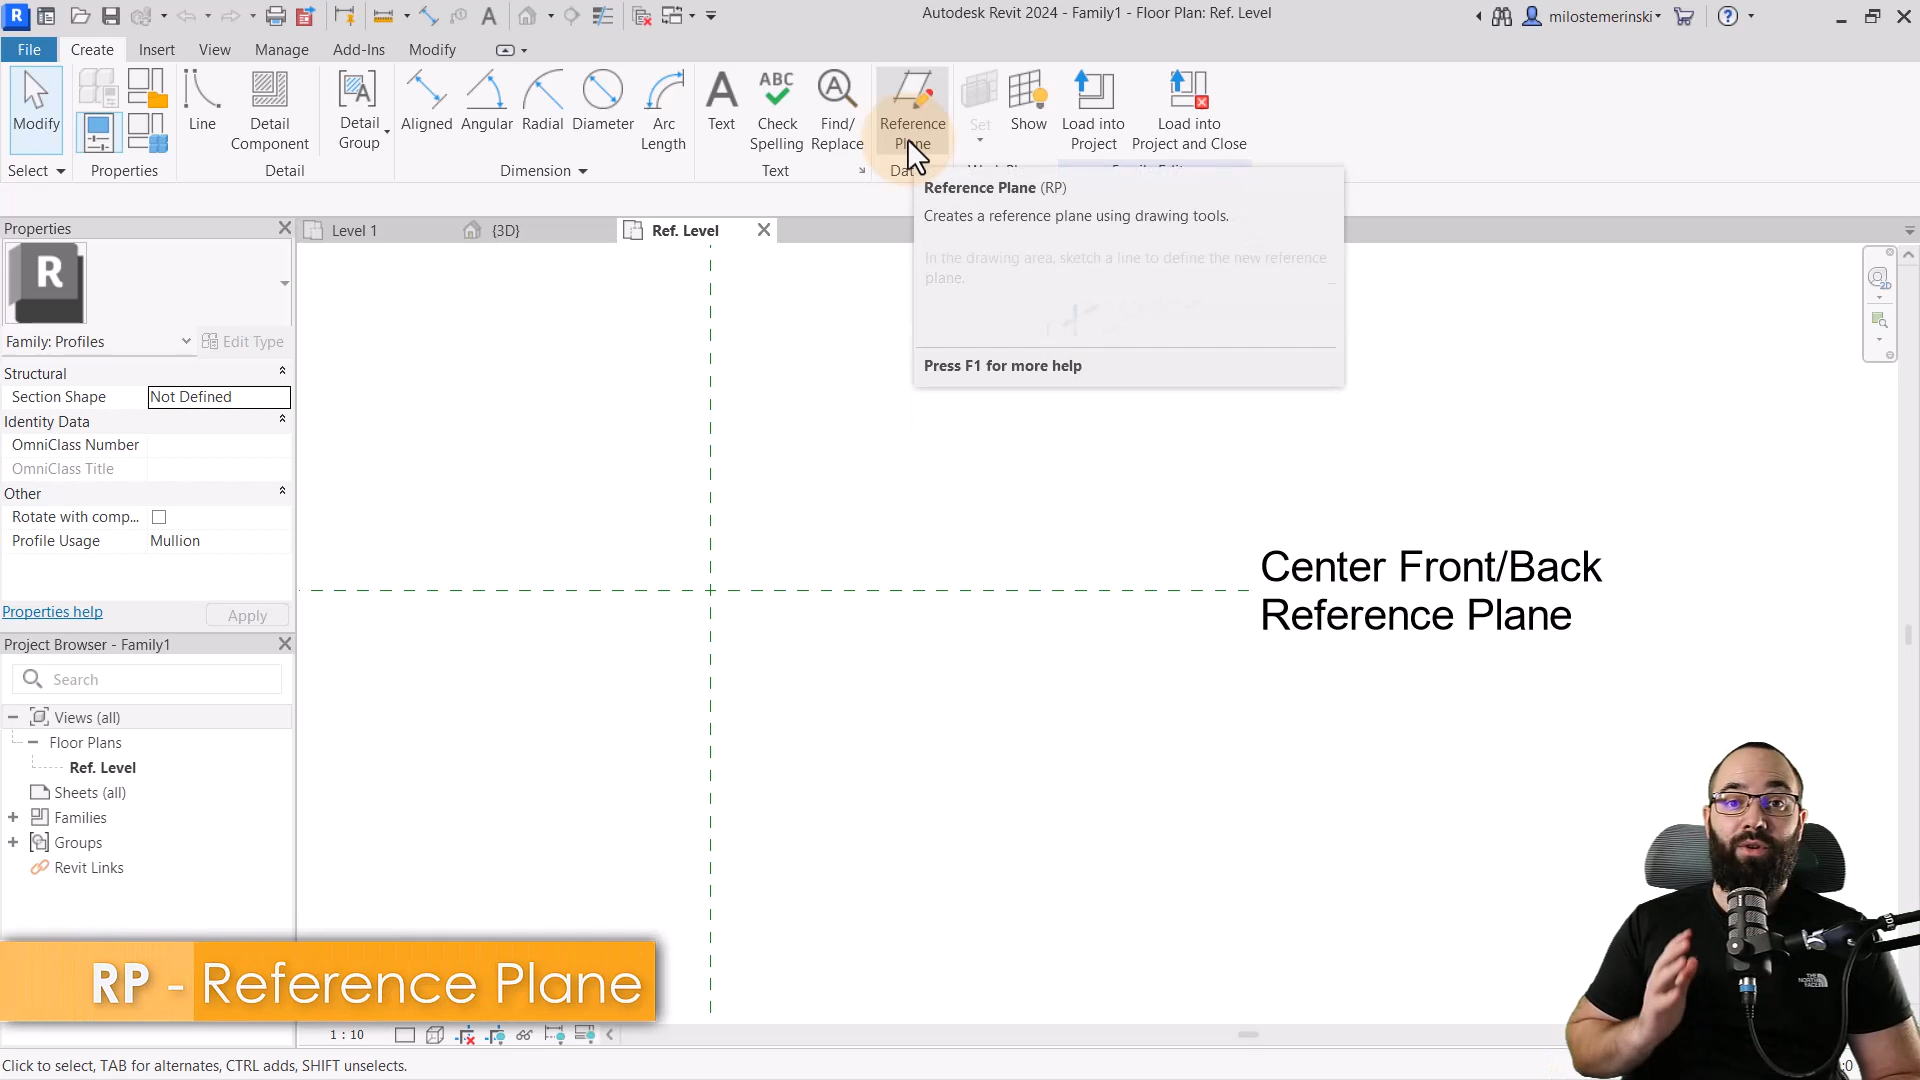 Autodesk Revit 2024 - Family1 - Floor Plan: Ref. Level
milostemerinski
File Create Insert View Manage Add-Ins Modify
Modify
Line
Detail Component
Detail Group
Aligned
Angular
Radial
Diameter
Arc Length
Text
Check Spelling
Find/ Replace
Reference Plane
Set
Show
Load into Project
Load into Project and Close
Select
Properties
Detail
Dimension
Text
Reference Plane (RP)
Creates a reference plane using drawing tools.
In the drawing area, sketch a line to define the new reference
plane.
Press F1 for more help
Properties
Level 1
{3D}
Ref. Level
R
Family: Profiles
Edit Type
Structural
Section Shape Not Defined
Identity Data
OmniClass Number
OmniClass Title
Other
Rotate with comp...
Profile Usage Mullion
Properties help
Apply
Project Browser - Family1
Search
Views (all)
Floor Plans
Ref. Level
Sheets (all)
Families
Groups
Revit Links
Center Front/Back
Reference Plane
RP - Reference Plane
1 : 10
Click to select, TAB for alternates, CTRL adds, SHIFT unselects.
THE NORTH FACE